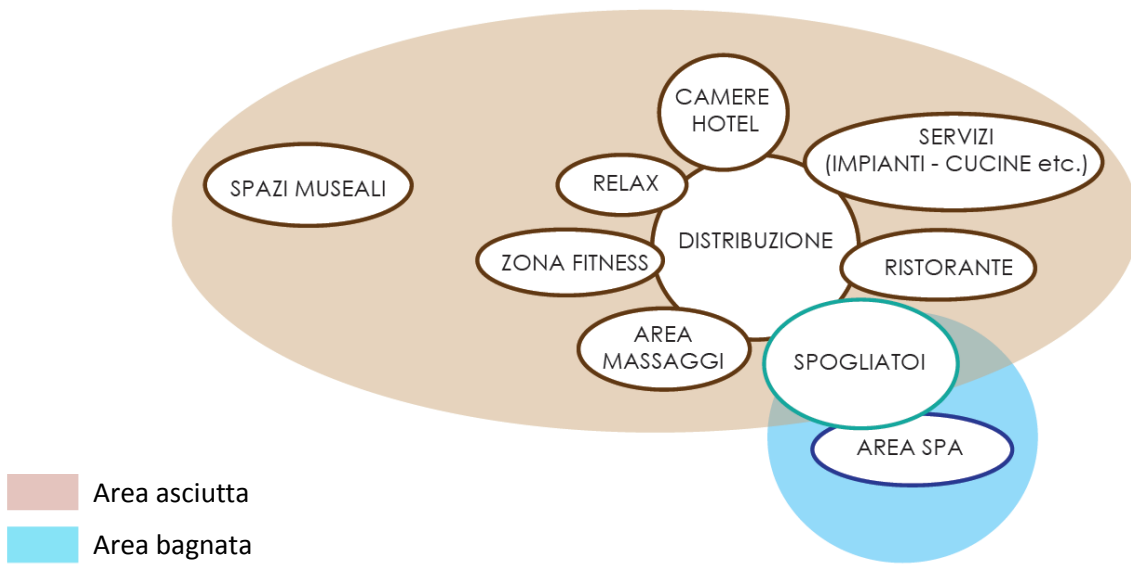 CAMERE
HOTEL
SERVIZI
(IMPIANTI - CUCINE etc.)
SPAZI MUSEALI
RELAX
DISTRIBUZIONE
ZONA FITNESS
RISTORANTE
AREA
MASSAGGI
SPOGLIATOI
AREA SPA
Area asciutta
Area bagnata